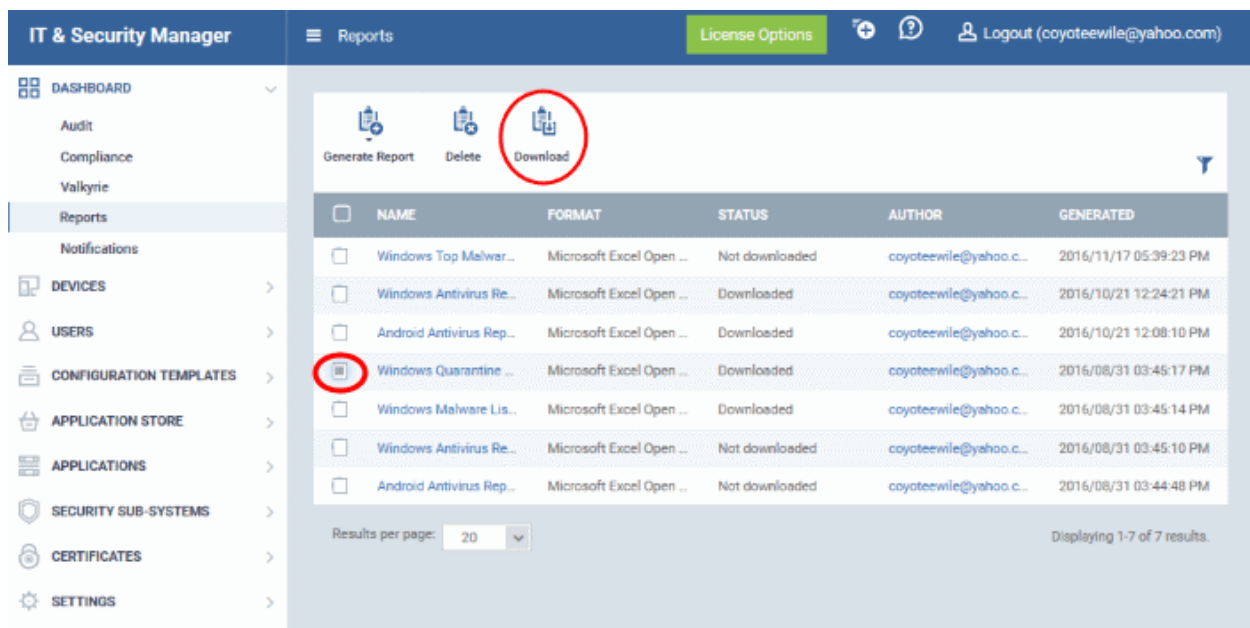 IT & Security Manager
Reports
License Options
Logout (coyoteewile@yahoo.com)
DASHBOARD
Audit
Compliance
Valkyrie
Reports
Notifications
DEVICES
USERS
CONFIGURATION TEMPLATES
APPLICATION STORE
APPLICATIONS
SECURITY SUB-SYSTEMS
CERTIFICATES
SETTINGS
Generate Report Delete Download
NAME FORMAT STATUS AUTHOR GENERATED
Windows Top Malwar... Microsoft Excel Open ... Not downloaded coyoteewile@yahoo.c... 2016/11/17 05:39:23 PM
Windows Antivirus Re... Microsoft Excel Open ... Downloaded coyoteewile@yahoo.c... 2016/10/21 12:24:21 PM
Android Antivirus Rep... Microsoft Excel Open ... Downloaded coyoteewile@yahoo.c... 2016/10/21 12:08:10 PM
Windows Quarantine ... Microsoft Excel Open ... Downloaded coyoteewile@yahoo.c... 2016/08/31 03:45:17 PM
Windows Malware Lis... Microsoft Excel Open ... Downloaded coyoteewile@yahoo.c... 2016/08/31 03:45:14 PM
Windows Antivirus Re... Microsoft Excel Open ... Not downloaded coyoteewile@yahoo.c... 2016/08/31 03:45:10 PM
Android Antivirus Rep... Microsoft Excel Open ... Not downloaded coyoteewile@yahoo.c... 2016/08/31 03:44:48 PM
Results per page: 20
Displaying 1-7 of 7 results.